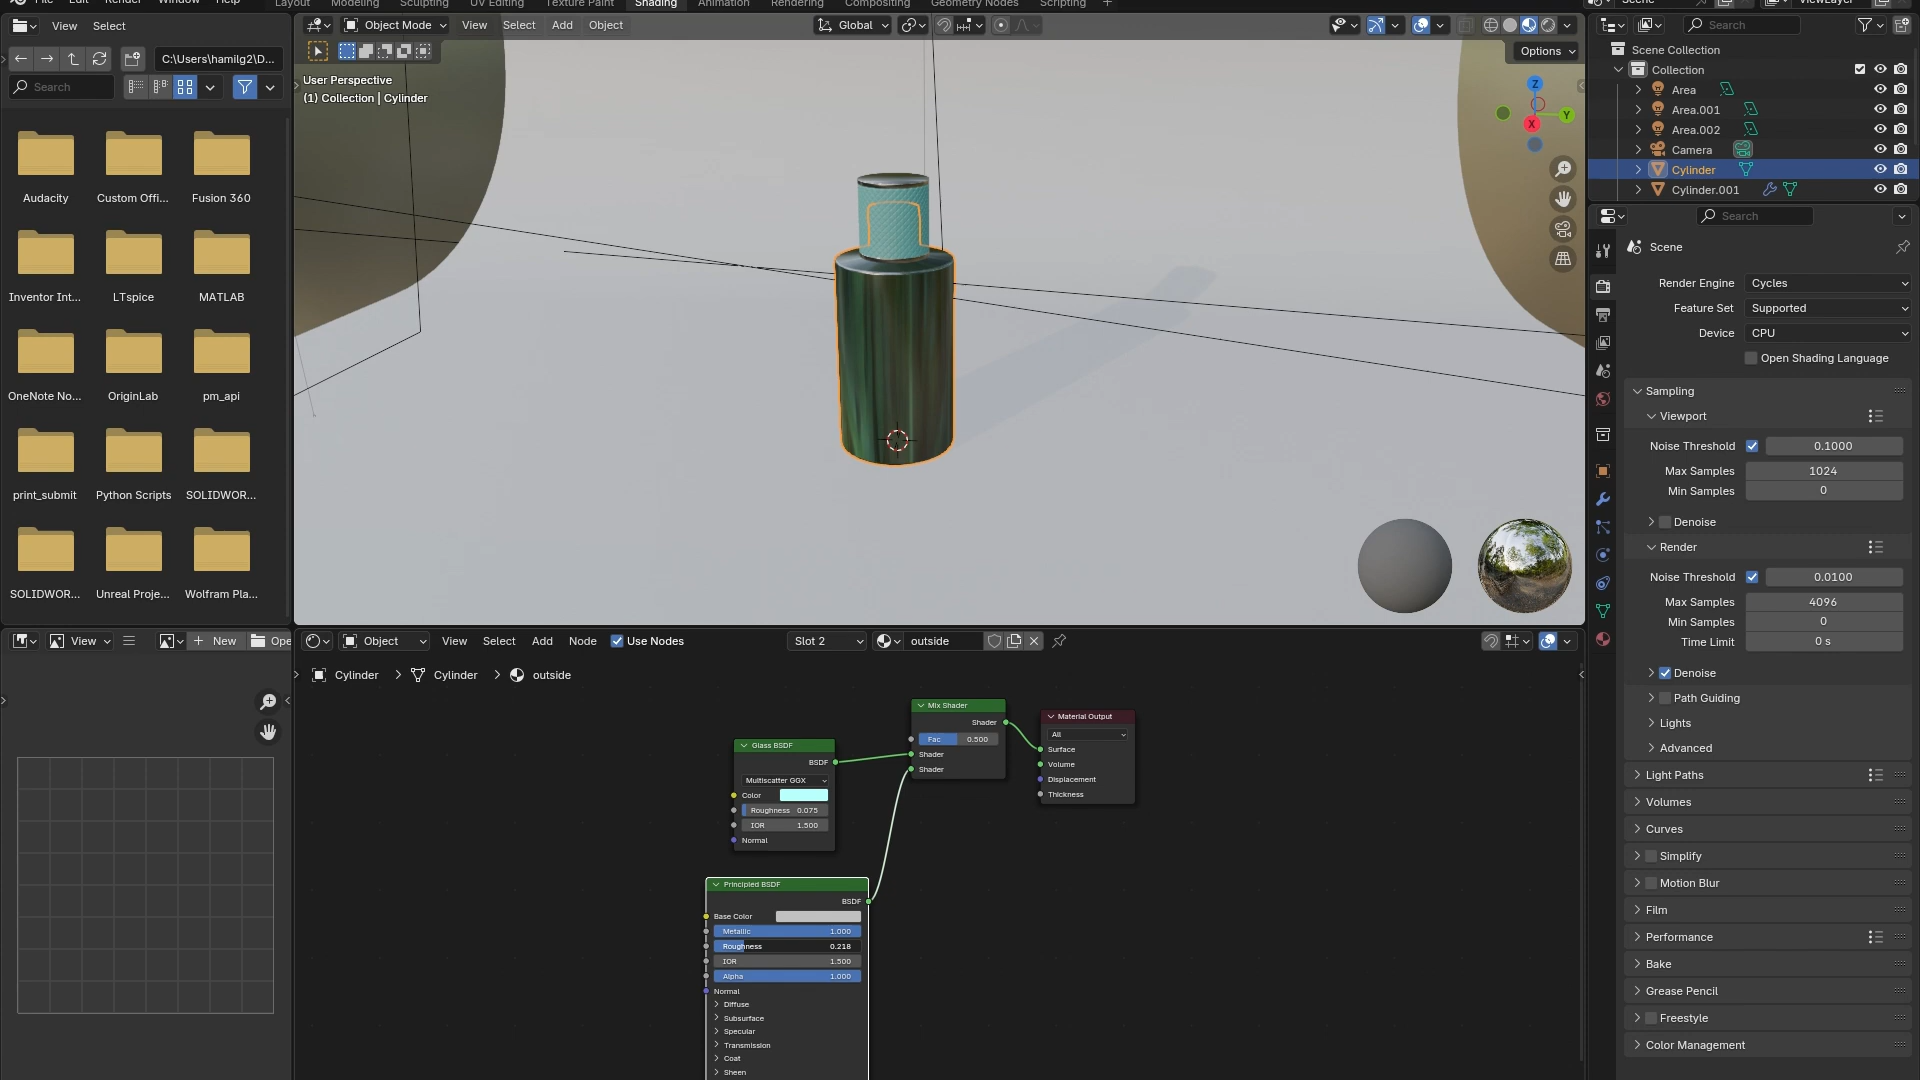 File Edit Render Window Help
Layout Modeling Sculpting UV Editing Texture Paint Shading Animation Rendering Compositing Geometry Nodes Scripting +
Scene ViewLayer
View Select
C:\Users\hamilg2\D...
Search
Audacity Custom Offi... Fusion 360
Inventor Int... LTspice MATLAB
OneNote No... OriginLab pm_api
print_submit Python Scripts SOLIDWOR...
SOLIDWOR... Unreal Proje... Wolfram Pla...
View New Ope
Object Mode View Select Add Object Global
Options
User Perspective
(1) Collection | Cylinder
Z
Y
X
Object View Select Add Node Use Nodes Slot 2 outside
Cylinder > Cylinder > outside
Mix Shader
Shader
Fac 0.500
Shader
Shader
Material Output
All
Surface
Volume
Displacement
Thickness
Glass BSDF
BSDF
Multiscatter GGX
Color
Roughness 0.075
IOR 1.500
Normal
Principled BSDF
BSDF
Base Color
Metallic 1.000
Roughness 0.218
IOR 1.500
Alpha 1.000
Normal
Diffuse
Subsurface
Specular
Transmission
Coat
Sheen
Search
Scene Collection
Collection
Area
Area.001
Area.002
Camera
Cylinder
Cylinder.001
Search
Scene
Render Engine Cycles
Feature Set Supported
Device CPU
Open Shading Language
Sampling
Viewport
Noise Threshold 0.1000
Max Samples 1024
Min Samples 0
Denoise
Render
Noise Threshold 0.0100
Max Samples 4096
Min Samples 0
Time Limit 0 s
Denoise
Path Guiding
Lights
Advanced
Light Paths
Volumes
Curves
Simplify
Motion Blur
Film
Performance
Bake
Grease Pencil
Freestyle
Color Management